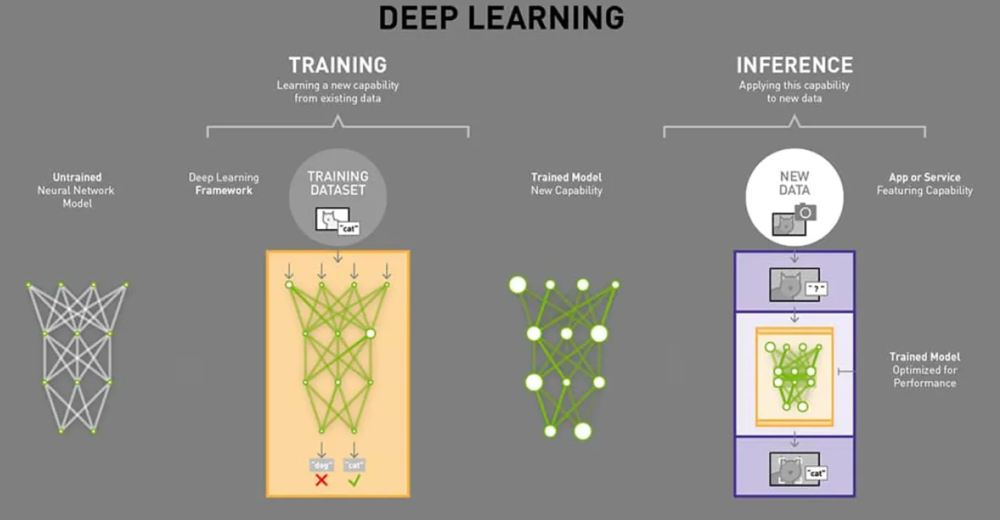 DEEP LEARNING
TRAINING
Learning a new capability
from existing data
INFERENCE
Applying this capability
to new data
Untrained
Neural Network
Model
Deep Learning
Framework
TRAINING
DATASET
"cat"
Trained Model
New Capability
NEW
DATA
App or Service
Featuring Capability
"?"
Trained Model
Optimized for
Performance
"dog"
"cat"
"cat"